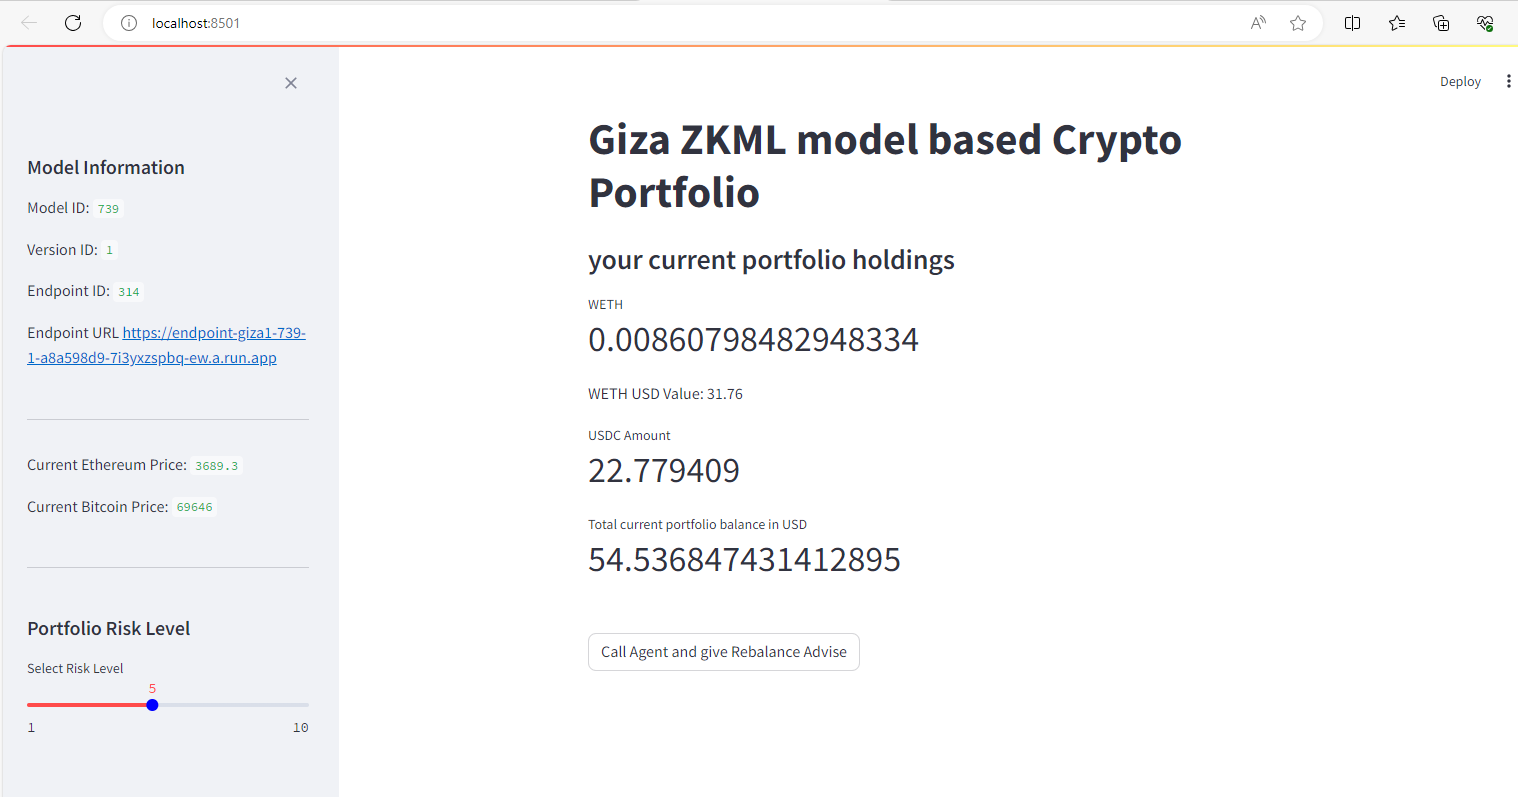 localhost:8501
Deploy
Model Information
Model ID: 739
Version ID: 1
Endpoint ID: 314
Endpoint URL https://endpoint-giza1-739-
1-a8a598d9-7i3yxzspbq-ew.a.run.app
Current Ethereum Price: 3689.3
Current Bitcoin Price: 69646
Portfolio Risk Level
Select Risk Level
5
1 10
Giza ZKML model based Crypto
Portfolio
your current portfolio holdings
WETH
0.00860798482948334
WETH USD Value: 31.76
USDC Amount
22.779409
Total current portfolio balance in USD
54.536847431412895
Call Agent and give Rebalance Advise